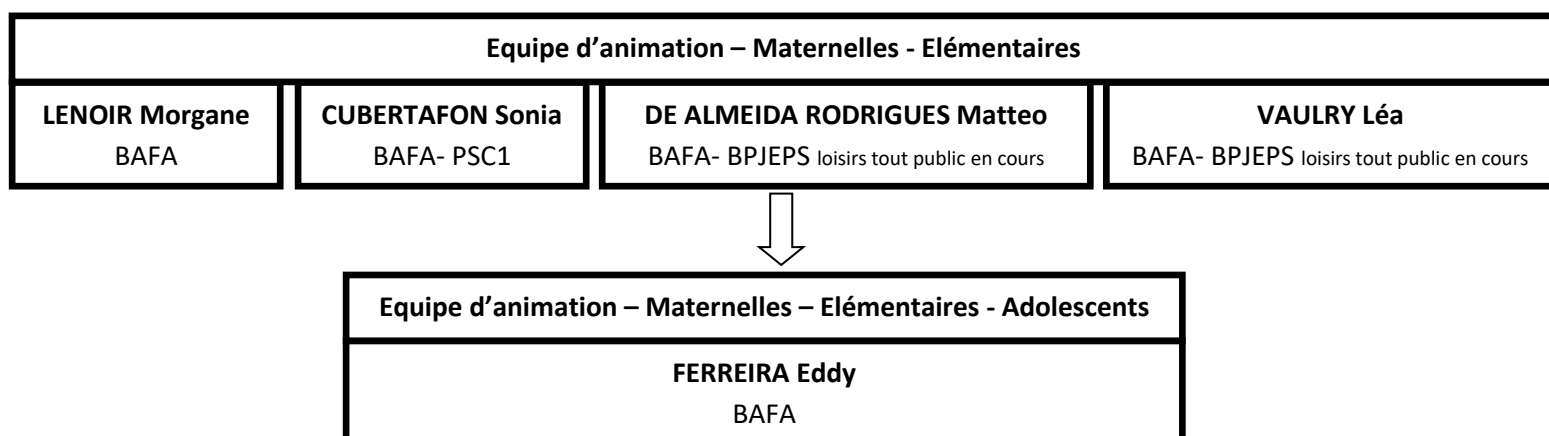 Equipe d’animation – Maternelles - Elémentaires
LENOIR Morgane
BAFA
CUBERTAFON Sonia
BAFA- PSC1
DE ALMEIDA RODRIGUES Matteo
BAFA- BPJEPS loisirs tout public en cours
VAULRY Léa
BAFA- BPJEPS loisirs tout public en cours
Equipe d’animation – Maternelles – Elémentaires - Adolescents
FERREIRA Eddy
BAFA